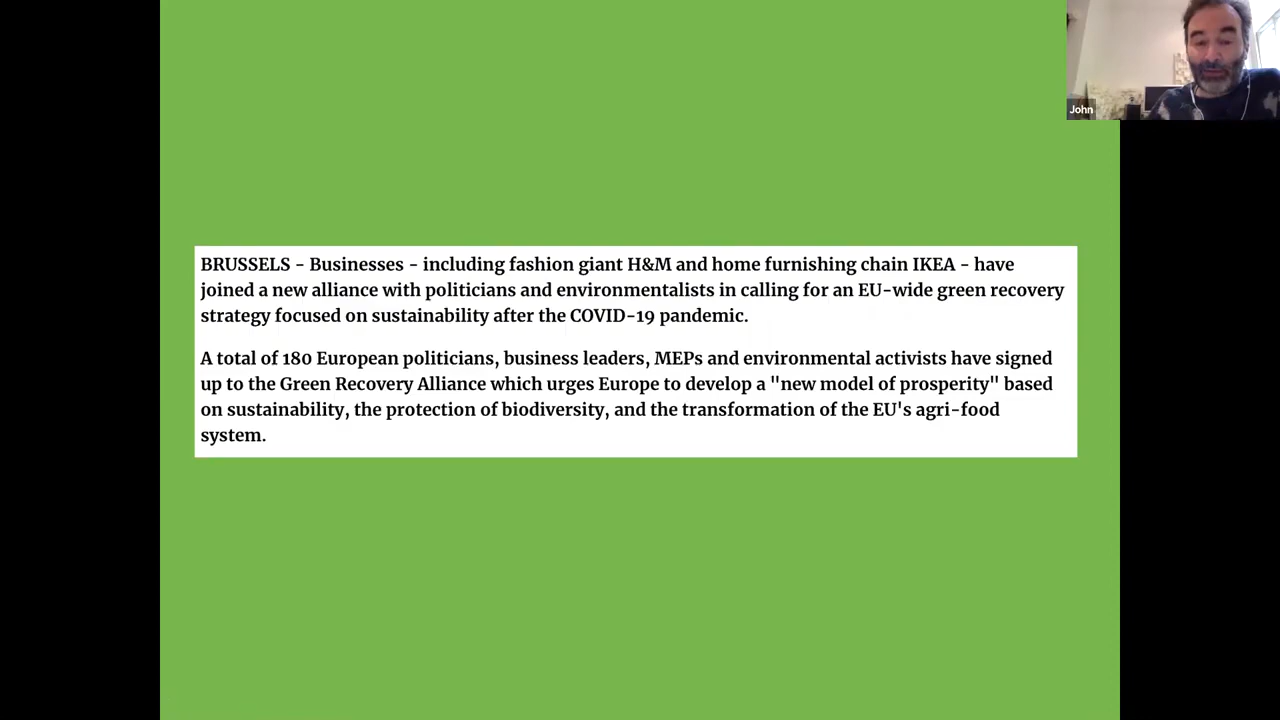 John
BRUSSELS - Businesses - including fashion giant H&M and home furnishing chain IKEA - have
joined a new alliance with politicians and environmentalists in calling for an EU-wide green recovery
strategy focused on sustainability after the COVID-19 pandemic.
A total of 180 European politicians, business leaders, MEPs and environmental activists have signed
up to the Green Recovery Alliance which urges Europe to develop a "new model of prosperity" based
on sustainability, the protection of biodiversity, and the transformation of the EU's agri-food
system.